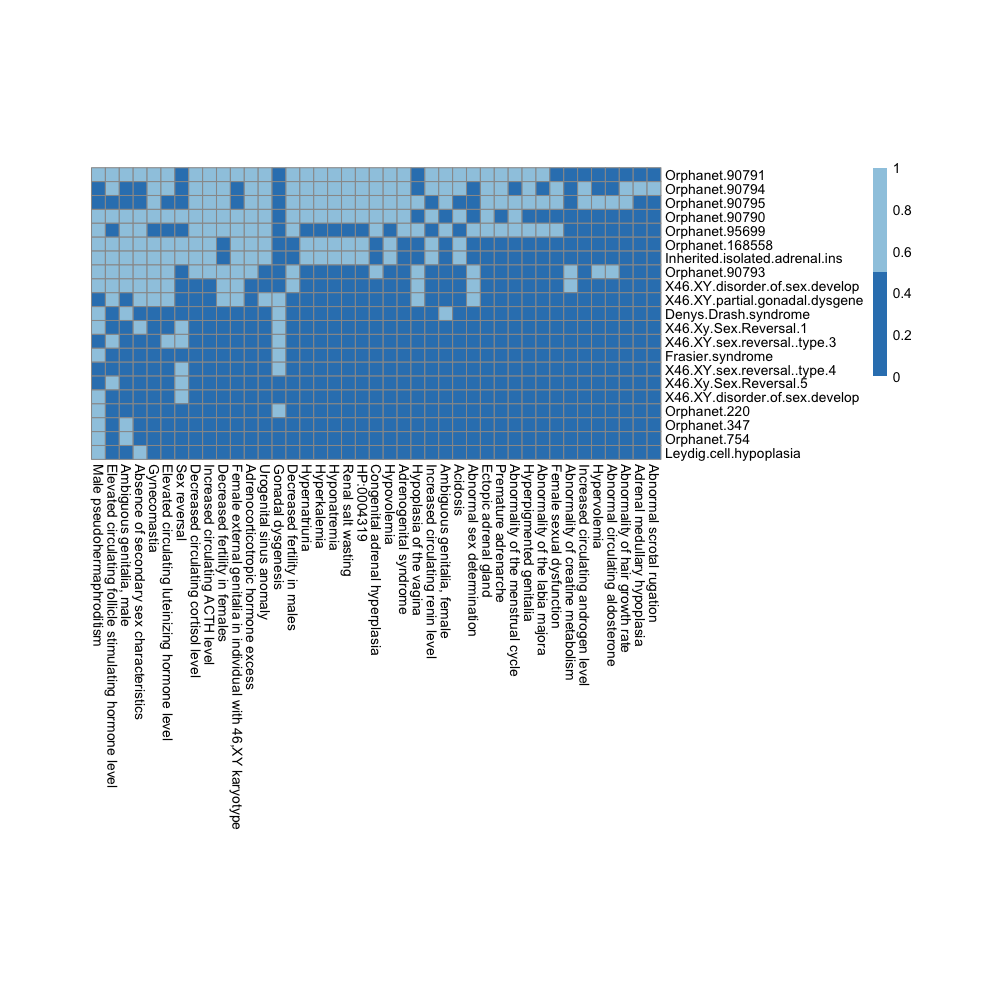 Orphanet.90791
Orphanet.90794
Orphanet.90795
Orphanet.90790
Orphanet.95699
Orphanet.168558
Inherited.isolated.adrenal.ins
Orphanet.90793
X46.XY.disorder.of.sex.develop
X46.XY.partial.gonadal.dysgene
Denys.Drash.syndrome
X46.Xy.Sex.Reversal.1
X46.XY.sex.reversal..type.3
Frasier.syndrome
X46.XY.sex.reversal..type.4
X46.Xy.Sex.Reversal.5
X46.XY.disorder.of.sex.develop
Orphanet.220
Orphanet.347
Orphanet.754
Leydig.cell.hypoplasia
1
0.8
0.6
0.4
0.2
0
Male pseudohermaphroditism
Elevated circulating follicle stimulating hormone level
Ambiguous genitalia, male
Absence of secondary sex characteristics
Gynecomastia
Elevated circulating luteinizing hormone level
Sex reversal
Decreased circulating cortisol level
Increased circulating ACTH level
Decreased fertility in females
Female external genitalia in individual with 46,XY karyotype
Adrenocorticotropic hormone excess
Urogenital sinus anomaly
Gonadal dysgenesis
Decreased fertility in males
Hypernatriuria
Hyperkalemia
Hyponatremia
Renal salt wasting
HP:0004319
Congenital adrenal hyperplasia
Hypovolemia
Adrenogenital syndrome
Hypoplasia of the vagina
Increased circulating renin level
Ambiguous genitalia, female
Acidosis
Abnormal sex determination
Ectopic adrenal gland
Premature adrenarche
Abnormality of the menstrual cycle
Hyperpigmented genitalia
Abnormality of the labia majora
Female sexual dysfunction
Abnormality of creatine metabolism
Increased circulating androgen level
Hypervolemia
Abnormal circulating aldosterone
Abnormality of hair growth rate
Adrenal medullary hypoplasia
Abnormal scrotal rugation